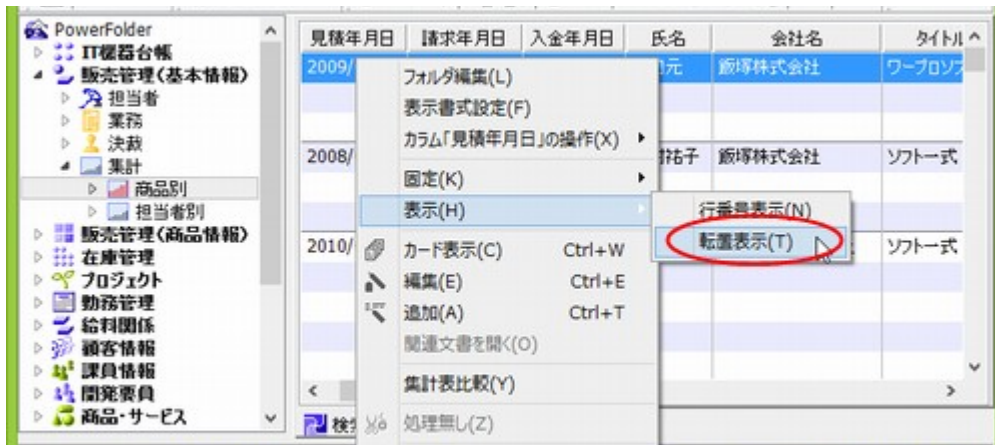 PowerFolder
IT機器台帳
販売管理(基本情報)
担当者
業務
決裁
集計
商品別
担当者別
販売管理(商品情報)
在庫管理
プロジェクト
勤務管理
給料関係
顧客情報
課員情報
開発要員
商品・サービス
見積年月日 請求年月日 入金年月日 氏名 会社名 タイトル
2009/ 元 飯塚株式会社 ワープロソフ
2008/ 祐子 飯塚株式会社 ソフト一式
2010/ ソフト一式
フォルダ編集(L)
表示書式設定(F)
カラム「見積年月日」の操作(X)
固定(K)
表示(H)
カード表示(C) Ctrl+W
編集(E) Ctrl+E
追加(A) Ctrl+T
関連文書を開く(O)
集計表比較(Y)
処理無し(Z)
行番号表示(N)
転置表示(T)